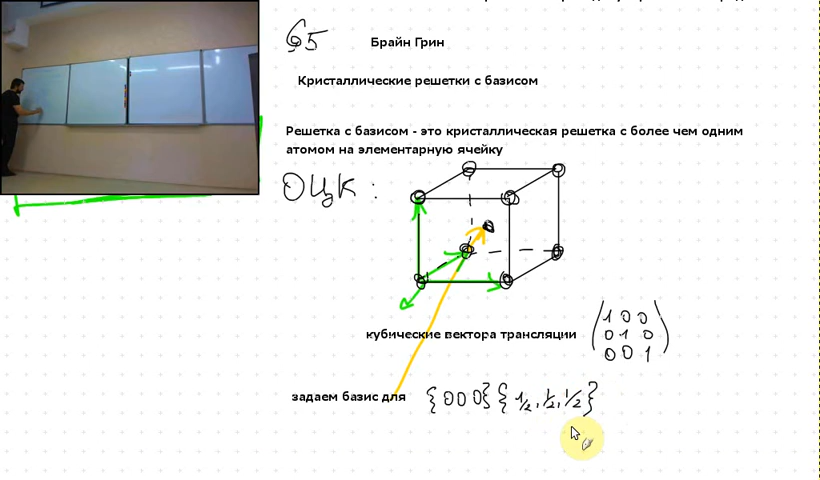 §5 Брайн Грин
Кристаллические решетки с базисом
Решетка с базисом - это кристаллическая решетка с более чем одним
атомом на элементарную ячейку
ОЦК :
кубические вектора трансляции
1 0 0
0 1 0
0 0 1
задаем базис для {0 0 0} {1/2, 1/2, 1/2}